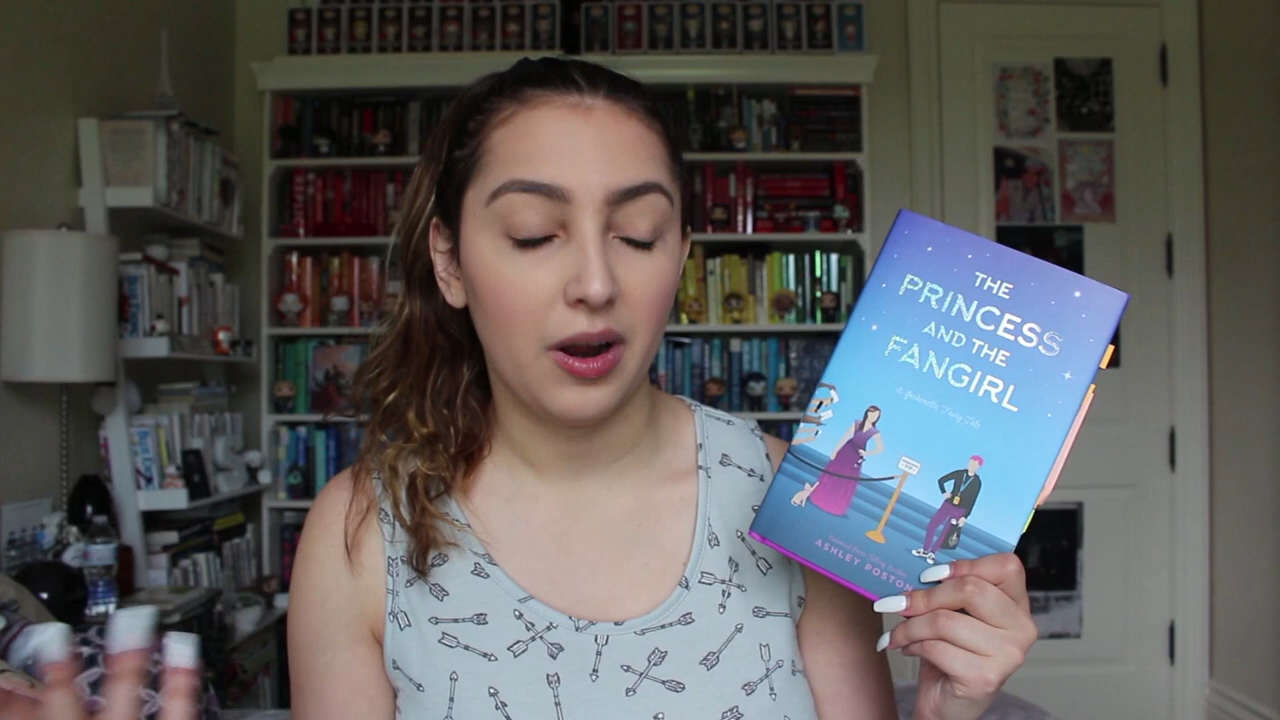 THE
PRINCESS
AND THE
FANGIRL
ASHLEY POSTON